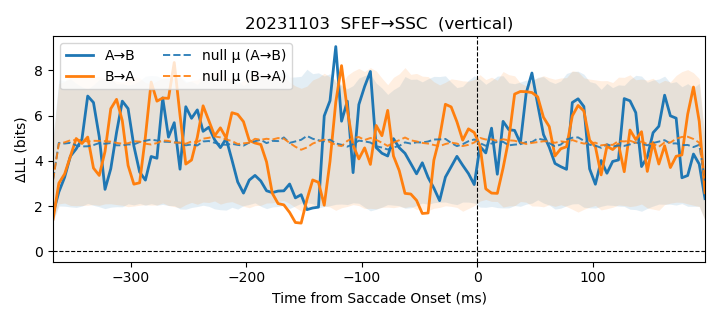 20231103  SFEF→SSC  (vertical)
A→B
B→A
null μ (A→B)
null μ (B→A)
ΔLL (bits)
8
6
4
2
0
−300
−200
−100
0
100
Time from Saccade Onset (ms)